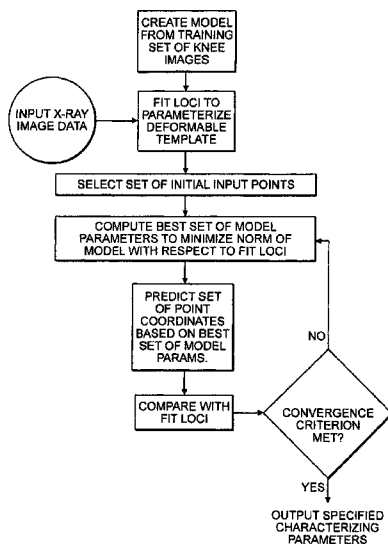 CREATE MODEL
FROM TRAINING
SET OF KNEE
IMAGES
INPUT X-RAY
IMAGE DATA
FIT LOCI TO
PARAMETERIZE
DEFORMABLE
TEMPLATE
SELECT SET OF INITIAL INPUT POINTS
COMPUTE BEST SET OF MODEL
PARAMETERS TO MINIMIZE NORM OF
MODEL WITH RESPECT TO FIT LOCI
PREDICT SET
OF POINT
COORDINATES
BASED ON BEST
SET OF MODEL
PARAMS.
NO
COMPARE WITH
FIT LOCI
CONVERGENCE
CRITERION
MET?
YES
OUTPUT SPECIFIED
CHARACTERIZING
PARAMETERS